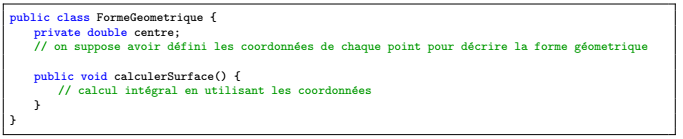 public class FormeGeometrique {
    private double centre;
    // on suppose avoir défini les coordonnées de chaque point pour décrire la forme géometrique

    public void calculerSurface() {
        // calcul intégral en utilisant les coordonnées
    }
}